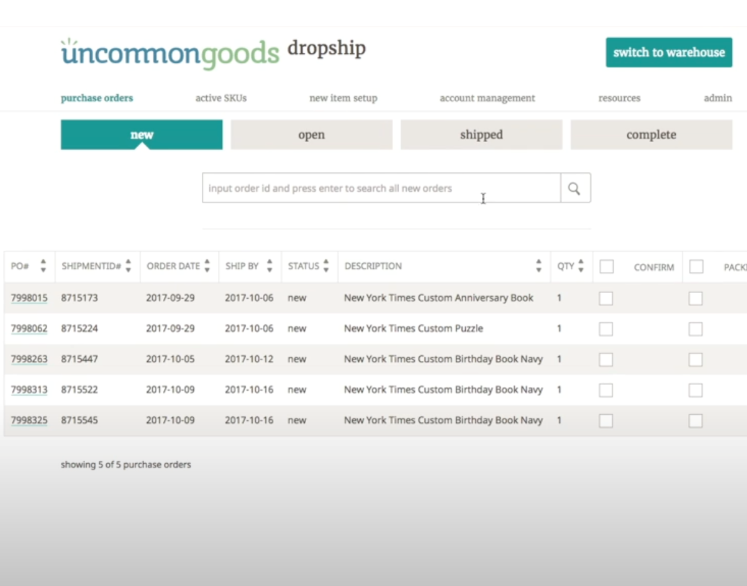 uncommongoods dropship
switch to warehouse
purchase orders active SKUs new item setup account management resources admin
new open shipped complete
input order id and press enter to search all new orders
PO# SHIPMENTID# ORDER DATE SHIP BY STATUS DESCRIPTION QTY CONFIRM
7998015 8715173 2017-09-29 2017-10-06 new New York Times Custom Anniversary Book 1
7998062 8715224 2017-09-29 2017-10-06 new New York Times Custom Puzzle 1
7998263 8715447 2017-10-05 2017-10-12 new New York Times Custom Birthday Book Navy 1
7998313 8715522 2017-10-09 2017-10-16 new New York Times Custom Birthday Book Navy 1
7998325 8715545 2017-10-09 2017-10-16 new New York Times Custom Birthday Book Navy 1
showing 5 of 5 purchase orders